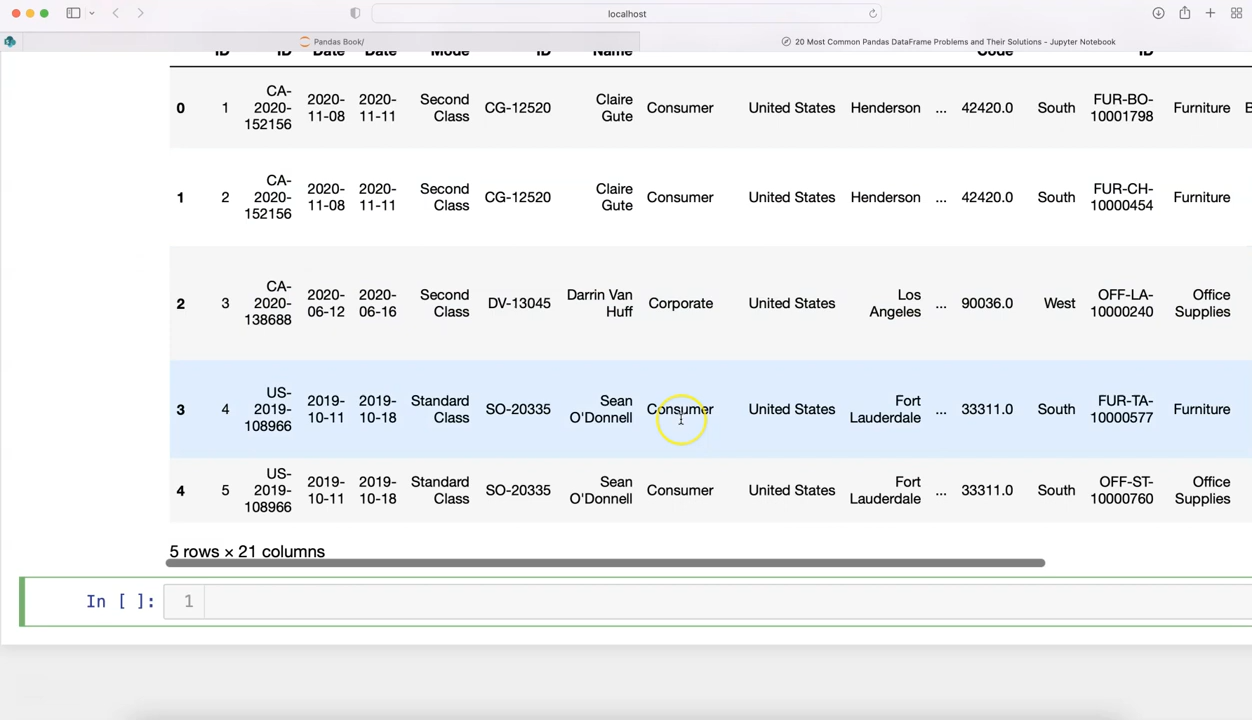 localhost
Pandas Book/
20 Most Common Pandas DataFrame Problems and Their Solutions - Jupyter Notebook
ID ID Date Date Mode ID Name Code ID
0 1 CA-2020-152156 2020-11-08 2020-11-11 Second Class CG-12520 Claire Gute Consumer United States Henderson ... 42420.0 South FUR-BO-10001798 Furniture
1 2 CA-2020-152156 2020-11-08 2020-11-11 Second Class CG-12520 Claire Gute Consumer United States Henderson ... 42420.0 South FUR-CH-10000454 Furniture
2 3 CA-2020-138688 2020-06-12 2020-06-16 Second Class DV-13045 Darrin Van Huff Corporate United States Los Angeles ... 90036.0 West OFF-LA-10000240 Office Supplies
3 4 US-2019-108966 2019-10-11 2019-10-18 Standard Class SO-20335 Sean O'Donnell Consumer United States Fort Lauderdale ... 33311.0 South FUR-TA-10000577 Furniture
4 5 US-2019-108966 2019-10-11 2019-10-18 Standard Class SO-20335 Sean O'Donnell Consumer United States Fort Lauderdale ... 33311.0 South OFF-ST-10000760 Office Supplies
5 rows × 21 columns
In [ ]: 1